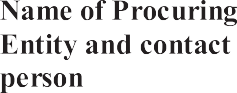 Name of Procuring
Entity and contact
person